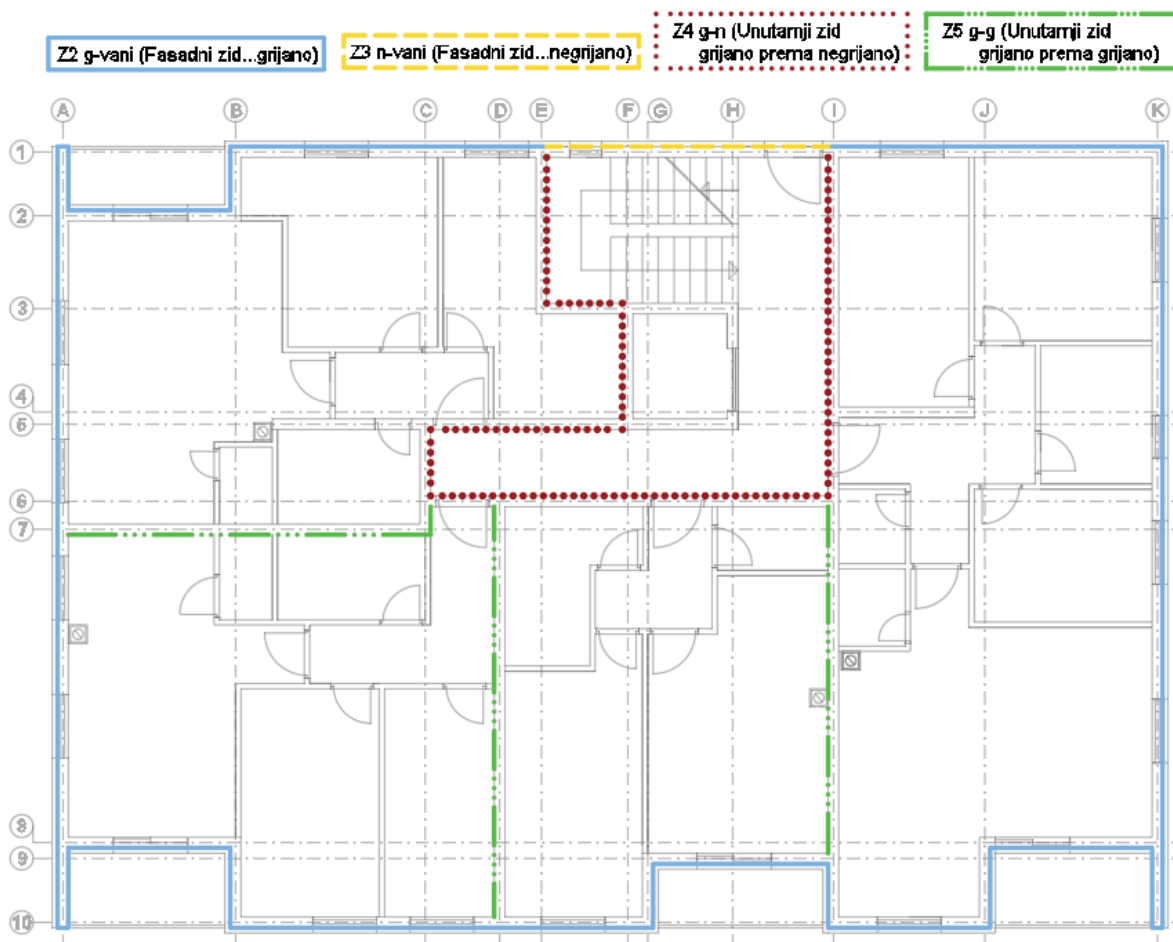 Z2 g-vani (Fasadni zid...grijano)
Z3 n-vani (Fasadni zid...negrijano)
Z4 g-n (Unutarnji zid
grijano prema negrijano)
Z5 g-g (Unutarnji zid
grijano prema grijano)
A B C D E F G H I J K
1
2
3
4
5
6
7
8
9
10